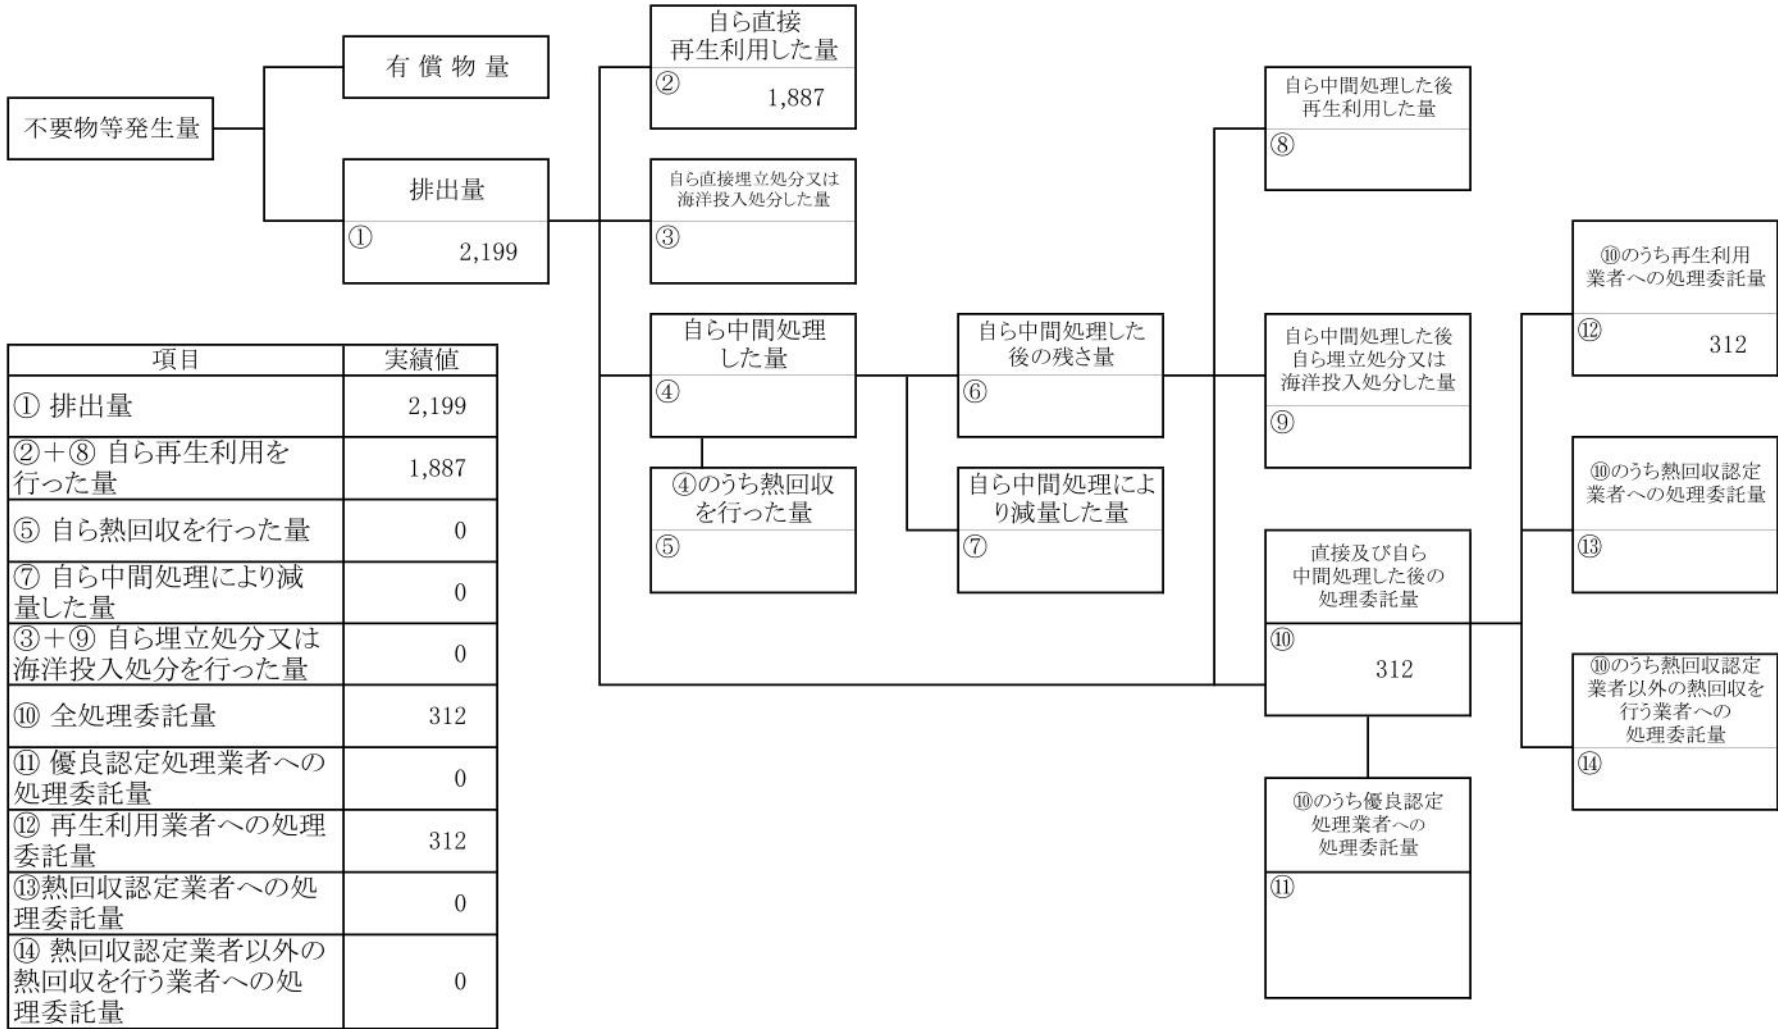 不要物等発生量
有 償 物 量
排出量
①
2,199
自ら直接
再生利用した量
②
1,887
自ら直接埋立処分又は
海洋投入処分した量
③
自ら中間処理
した量
④
④のうち熱回収
を行った量
⑤
自ら中間処理した
後の残さ量
⑥
自ら中間処理によ
り減量した量
⑦
自ら中間処理した後
再生利用した量
⑧
自ら中間処理した後
自ら埋立処分又は
海洋投入処分した量
⑨
直接及び自ら
中間処理した後の
処理委託量
⑩
312
⑩のうち優良認定
処理業者への
処理委託量
⑪
⑩のうち再生利用
業者への処理委託量
⑫
312
⑩のうち熱回収認定
業者への処理委託量
⑬
⑩のうち熱回収認定
業者以外の熱回収を
行う業者への
処理委託量
⑭
項目 実績値
① 排出量 2,199
②＋⑧ 自ら再生利用を
行った量 1,887
⑤ 自ら熱回収を行った量 0
⑦ 自ら中間処理により減
量した量 0
③＋⑨ 自ら埋立処分又は
海洋投入処分を行った量 0
⑩ 全処理委託量 312
⑪ 優良認定処理業者への
処理委託量 0
⑫ 再生利用業者への処理
委託量 312
⑬熱回収認定業者への処
理委託量 0
⑭ 熱回収認定業者以外の
熱回収を行う業者への処
理委託量 0